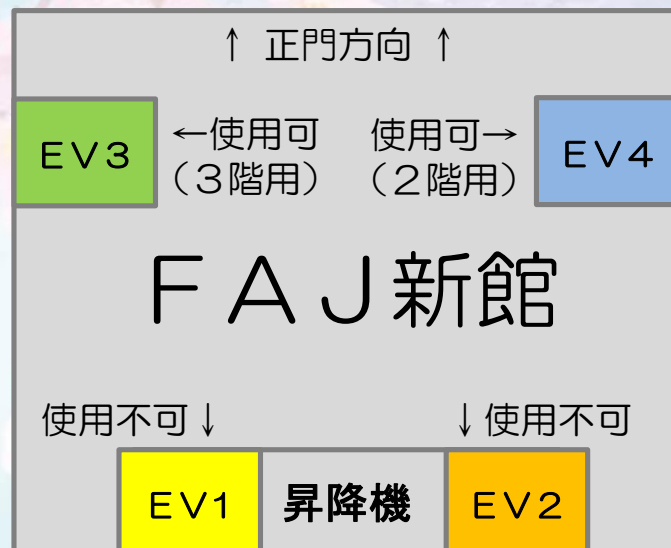 ↑ 正門方向 ↑
EV3
←使用可
(3階用)
使用可→
(2階用)
EV4
FAJ新館
使用不可↓
↓使用不可
EV1
昇降機
EV2